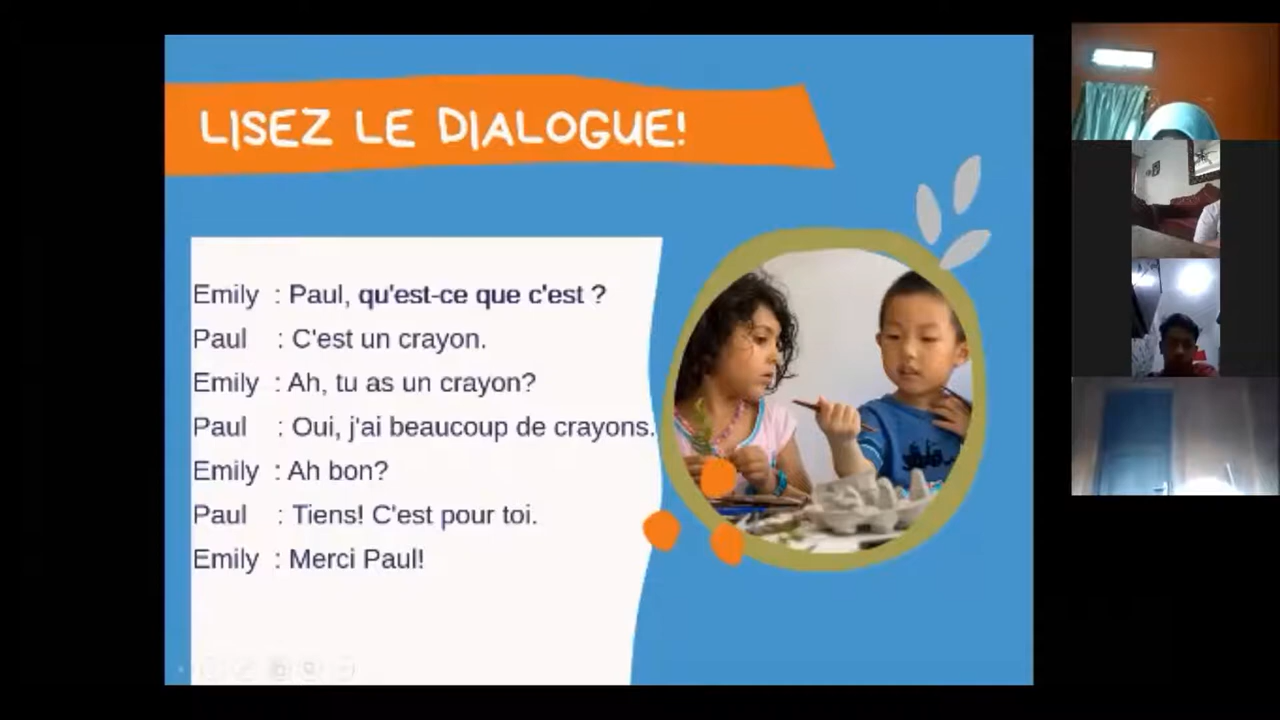 LISEZ LE DIALOGUE!
Emily : Paul, qu'est-ce que c'est ?
Paul : C'est un crayon.
Emily : Ah, tu as un crayon?
Paul : Oui, j'ai beaucoup de crayons.
Emily : Ah bon?
Paul : Tiens! C'est pour toi.
Emily : Merci Paul!